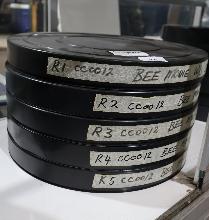 R1 CC0012 BEE MOVIE
R2 CC0012 BEE
R3 CC0012 BEE M
R4 CC0012 BEE
R5 CC0012 BEE M